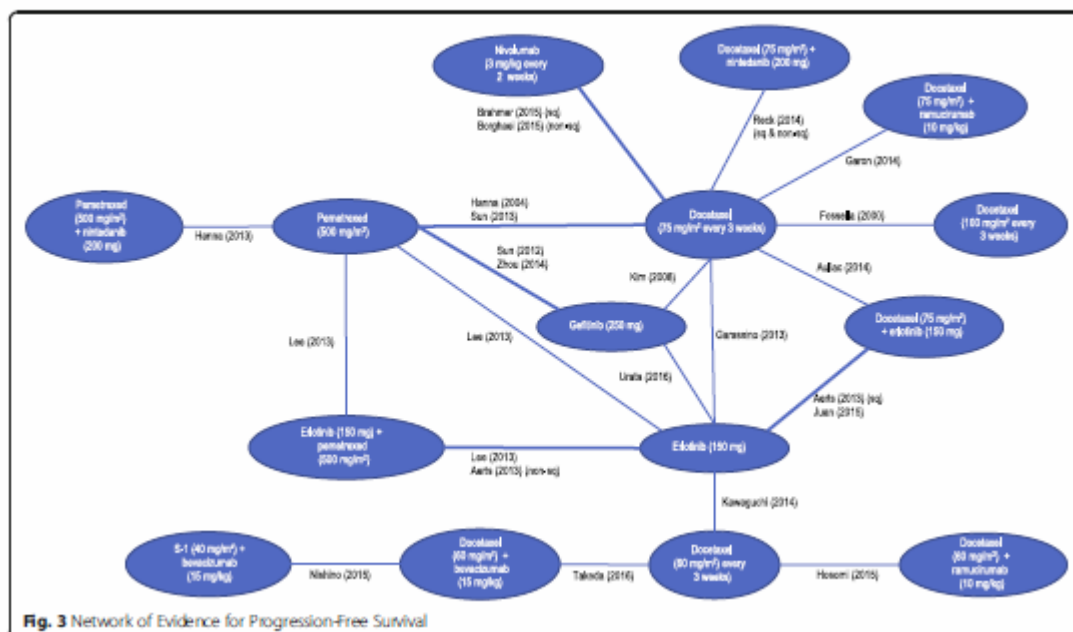 Nivolumab
(3 mg/kg every
2 weeks)
Docetaxel (75 mg/m²) +
nintedanib (200 mg)
Docetaxel
(75 mg/m²) +
ramucirumab
(10 mg/kg)
Brahmer (2015) (sq)
Borghaei (2015) (non-sq)
Reck (2014)
(sq & non-sq)
Garon (2014)
Pemetrexed
(500 mg/m²)
+ nintedanib
(200 mg)
Hanna (2013)
Pemetrexed
(500 mg/m²)
Hanna (2004)
Sun (2013)
Docetaxel
(75 mg/m² every 3 weeks)
Fossella (2000)
Docetaxel
(100 mg/m² every
3 weeks)
Sun (2012)
Zhou (2014)
Kim (2008)
Auliac (2014)
Gefitinib (250 mg)
Docetaxel (75 mg/m²)
+ erlotinib (150 mg)
Lee (2013)
Lee (2013)
Garassino (2013)
Urata (2016)
Aerts (2013) (sq)
Juan (2015)
Erlotinib (150 mg) +
pemetrexed
(500 mg/m²)
Lee (2013)
Aerts (2013) (non-sq)
Erlotinib (150 mg)
Kawaguchi (2014)
S-1 (40 mg/m²) +
bevacizumab
(15 mg/kg)
Nishino (2015)
Docetaxel
(60 mg/m²) +
bevacizumab
(15 mg/kg)
Takeda (2016)
Docetaxel
(60 mg/m²) every
3 weeks)
Hosomi (2015)
Docetaxel
(60 mg/m²) +
ramucirumab
(10 mg/kg)
Fig. 3 Network of Evidence for Progression-Free Survival